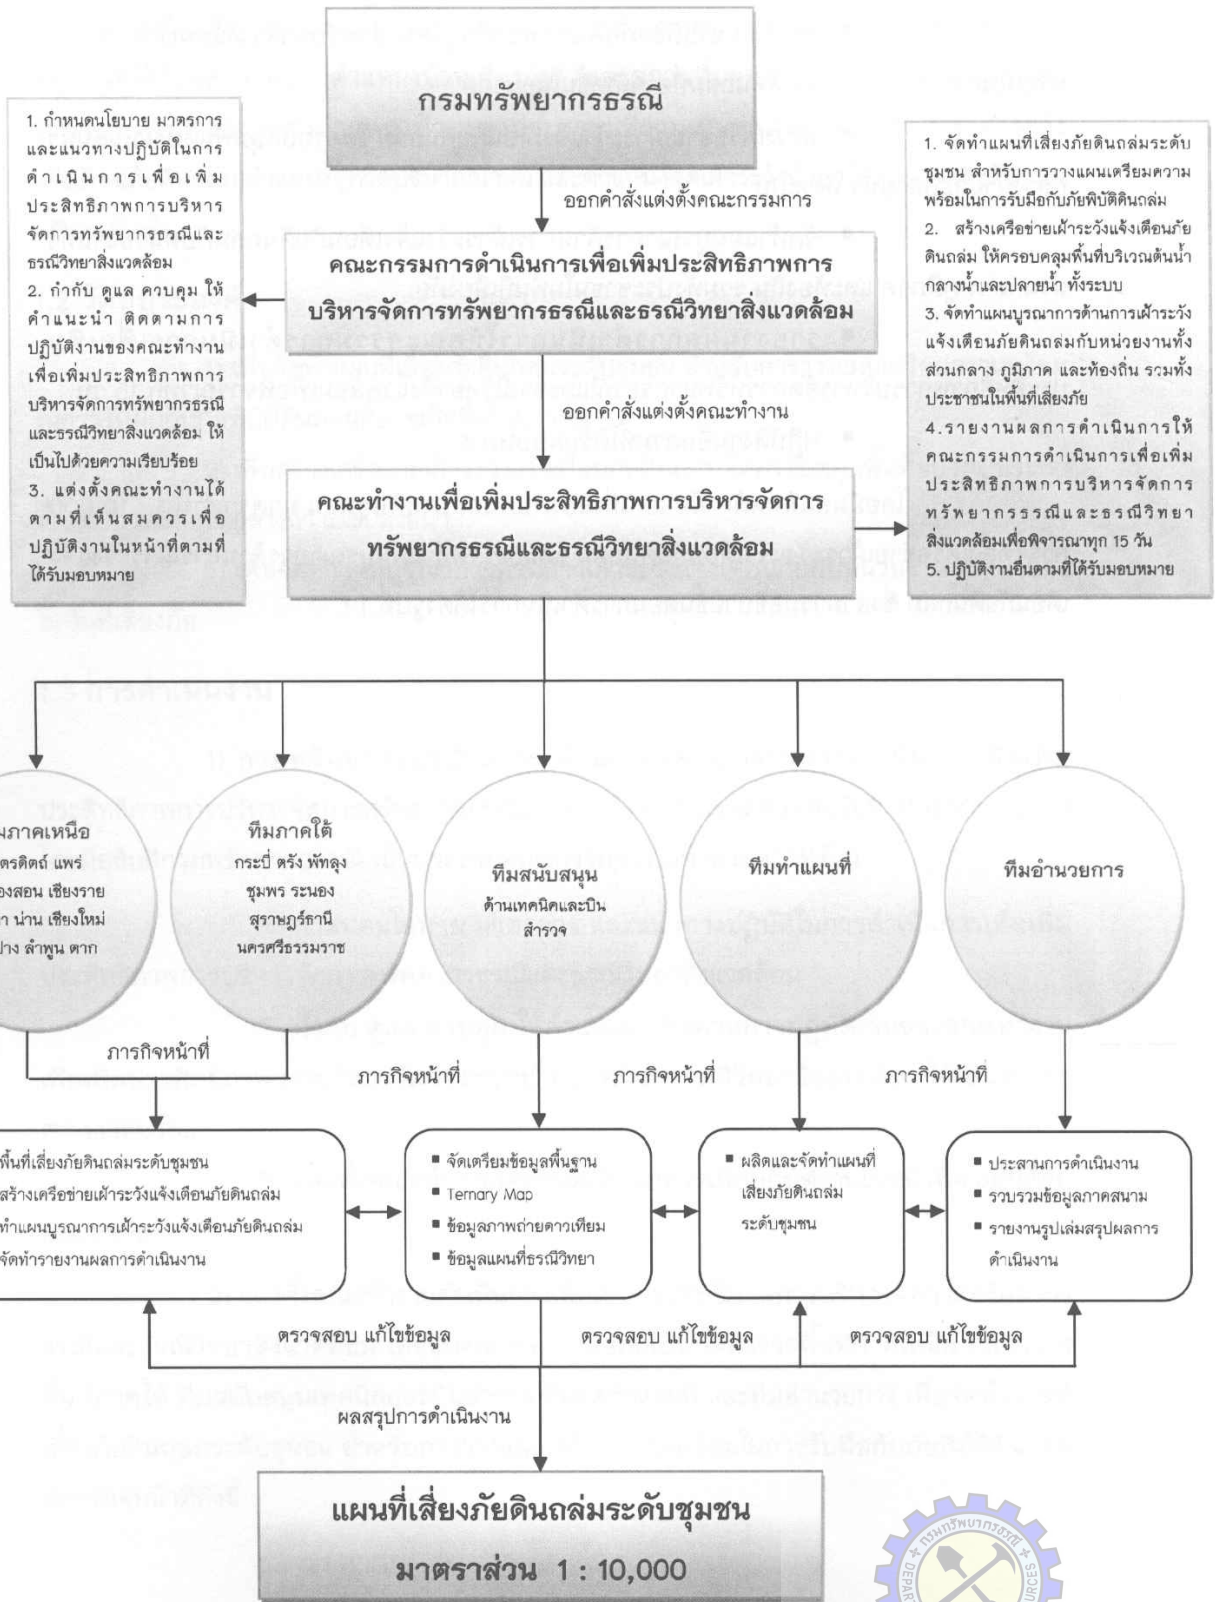 กรมทรัพยากรธรณี
ออกคำสั่งแต่งตั้งคณะกรรมการ
1. กำหนดนโยบาย มาตรการ
และแนวทางปฏิบัติในการ
ดำเนินการเพื่อเพิ่ม
ประสิทธิภาพการบริหาร
จัดการทรัพยากรธรณีและ
ธรณีวิทยาสิ่งแวดล้อม
2. กำกับ ดูแล ควบคุม ให้
คำแนะนำ ติดตามการ
ปฏิบัติงานของคณะทำงาน
เพื่อเพิ่มประสิทธิภาพการ
บริหารจัดการทรัพยากรธรณี
และธรณีวิทยาสิ่งแวดล้อม ให้
เป็นไปด้วยความเรียบร้อย
3. แต่งตั้งคณะทำงานได้
ตามที่เห็นสมควรเพื่อ
ปฏิบัติงานในหน้าที่ตามที่
ได้รับมอบหมาย
คณะกรรมการดำเนินการเพื่อเพิ่มประสิทธิภาพการ
บริหารจัดการทรัพยากรธรณีและธรณีวิทยาสิ่งแวดล้อม
ออกคำสั่งแต่งตั้งคณะทำงาน
คณะทำงานเพื่อเพิ่มประสิทธิภาพการบริหารจัดการ
ทรัพยากรธรณีและธรณีวิทยาสิ่งแวดล้อม
1. จัดทำแผนที่เสี่ยงภัยดินถล่มระดับ
ชุมชน สำหรับการวางแผนเตรียมความ
พร้อมในการรับมือกับภัยพิบัติดินถล่ม
2. สร้างเครือข่ายเฝ้าระวังแจ้งเตือนภัย
ดินถล่ม ให้ครอบคลุมพื้นที่บริเวณต้นน้ำ
กลางน้ำและปลายน้ำ ทั้งระบบ
3. จัดทำแผนบูรณาการด้านการเฝ้าระวัง
แจ้งเตือนภัยดินถล่มกับหน่วยงานทั้ง
ส่วนกลาง ภูมิภาค และท้องถิ่น รวมทั้ง
ประชาชนในพื้นที่เสี่ยงภัย
4.รายงานผลการดำเนินการให้
คณะกรรมการดำเนินการเพื่อเพิ่ม
ประสิทธิภาพการบริหารจัดการ
ทรัพยากรธรณีและธรณีวิทยา
สิ่งแวดล้อมเพื่อพิจารณาทุก 15 วัน
5. ปฏิบัติงานอื่นตามที่ได้รับมอบหมาย
มภาคเหนือ
ตรดิตถ์ แพร่
องสอน เชียงราย
า น่าน เชียงใหม่
ปาง ลำพูน ตาก
ทีมภาคใต้
กระบี่ ตรัง พัทลุง
ชุมพร ระนอง
สุราษฎร์ธานี
นครศรีธรรมราช
ทีมสนับสนุน
ด้านเทคนิคและบิน
สำรวจ
ทีมทำแผนที่
ทีมอำนวยการ
ภารกิจหน้าที่
ภารกิจหน้าที่
ภารกิจหน้าที่
ภารกิจหน้าที่
พื้นที่เสี่ยงภัยดินถล่มระดับชุมชน
สร้างเครือข่ายเฝ้าระวังแจ้งเตือนภัยดินถล่ม
ทำแผนบูรณาการเฝ้าระวังแจ้งเตือนภัยดินถล่ม
จัดทำรายงานผลการดำเนินงาน
▪ จัดเตรียมข้อมูลพื้นฐาน
▪ Ternary Map
▪ ข้อมูลภาพถ่ายดาวเทียม
▪ ข้อมูลแผนที่ธรณีวิทยา
▪ ผลิตและจัดทำแผนที่
เสี่ยงภัยดินถล่ม
ระดับชุมชน
▪ ประสานการดำเนินงาน
▪ รวบรวมข้อมูลภาคสนาม
▪ รายงานรูปเล่มสรุปผลการ
ดำเนินงาน
ตรวจสอบ แก้ไขข้อมูล
ตรวจสอบ แก้ไขข้อมูล
ตรวจสอบ แก้ไขข้อมูล
ผลสรุปการดำเนินงาน
แผนที่เสี่ยงภัยดินถล่มระดับชุมชน
มาตราส่วน 1 : 10,000
กรมทรัพยากรธรณี